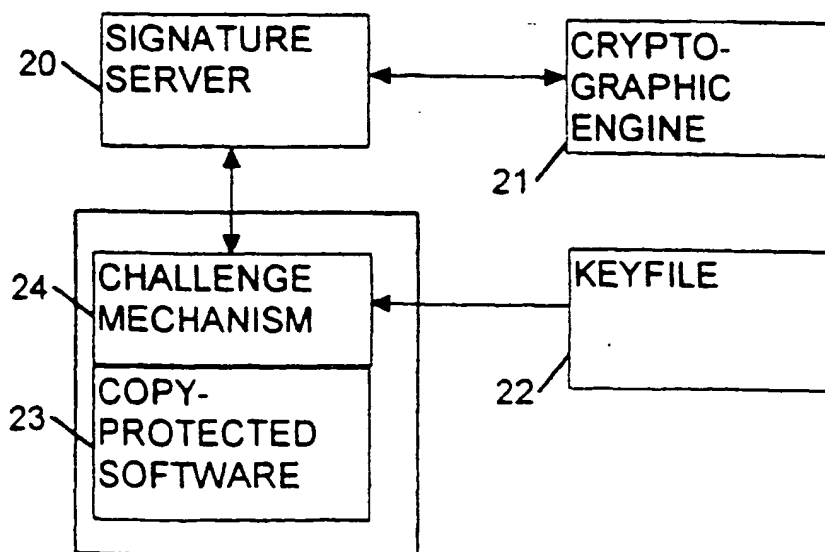 20
SIGNATURE
SERVER
CRYPTO-
GRAPHIC
ENGINE
21
24
CHALLENGE
MECHANISM
KEYFILE
22
23
COPY-
PROTECTED
SOFTWARE